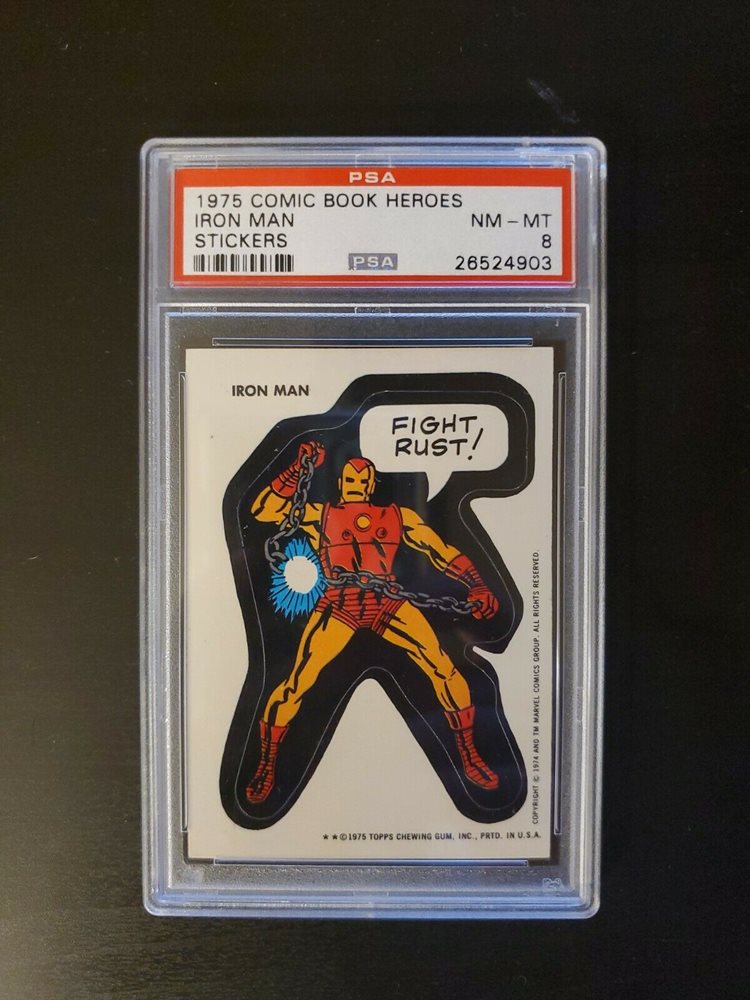 PSA
1975 COMIC BOOK HEROES
IRON MAN NM - MT
STICKERS 8
PSA 26524903
IRON MAN
FIGHT
RUST!
COPYRIGHT © 1974 AND TM MARVEL COMICS GROUP. ALL RIGHTS RESERVED.
★★©1975 TOPPS CHEWING GUM, INC., PRTD. IN U.S.A.